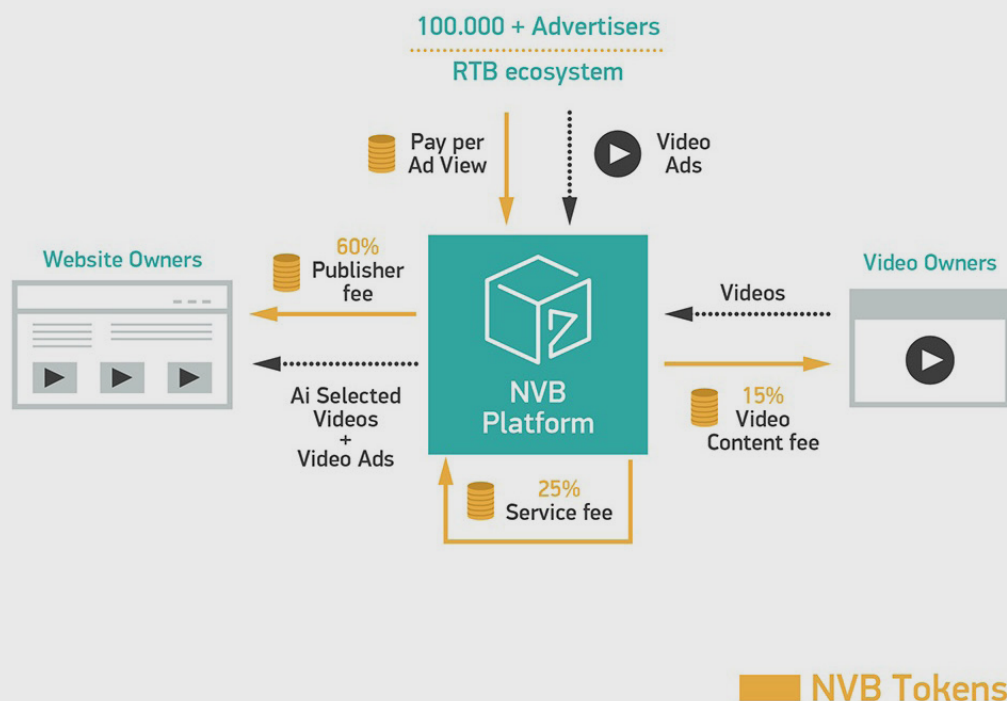 100.000 + Advertisers
RTB ecosystem
Pay per
Ad View
Video
Ads
Website Owners
60%
Publisher
fee
Video Owners
Videos
NVB
Platform
Ai Selected
Videos
+
Video Ads
15%
Video
Content fee
25%
Service fee
NVB Tokens